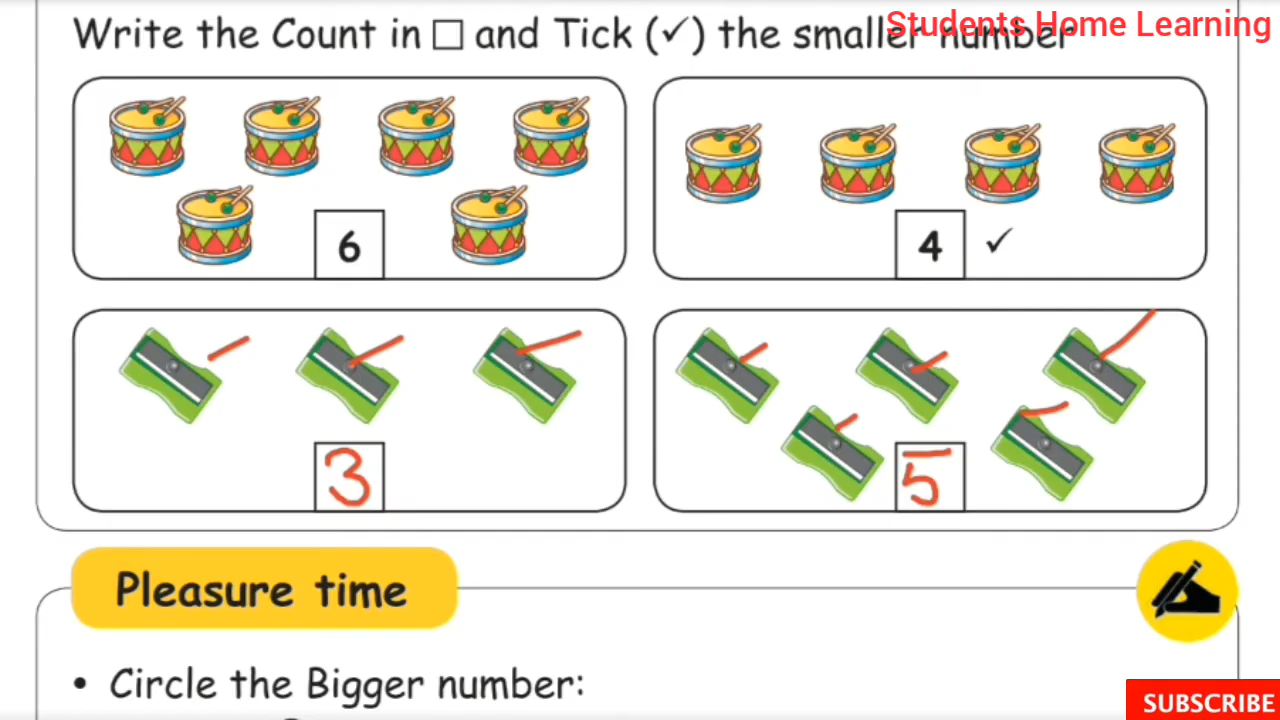 Students Home Learning
Write the Count in □ and Tick (✓) the smaller number
6
4 ✓
3
5
Pleasure time
• Circle the Bigger number:
SUBSCRIBE